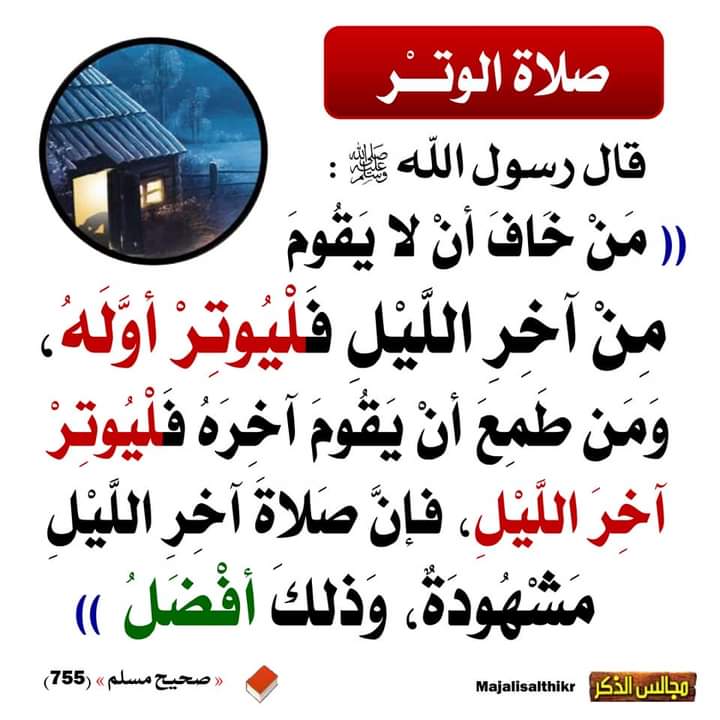 صلاة الوتـــْر
قال رسول الله ﷺ :
(( مَنْ خَافَ أنْ لا يَقُومَ
مِنْ آخِرِ اللَّيْلِ فَلْيُوتِرْ أوَّلَهُ،
وَمَن طَمِعَ أنْ يَقُومَ آخِرَهُ فَلْيُوتِرْ
آخِرَ اللَّيْلِ، فإنَّ صَلاةَ آخِرِ اللَّيْلِ
مَشْهُودَةٌ، وَذلكَ أفْضَلُ ))
« صحيح مسلم » (755)
Majalisalthikr
مجالس الذكر